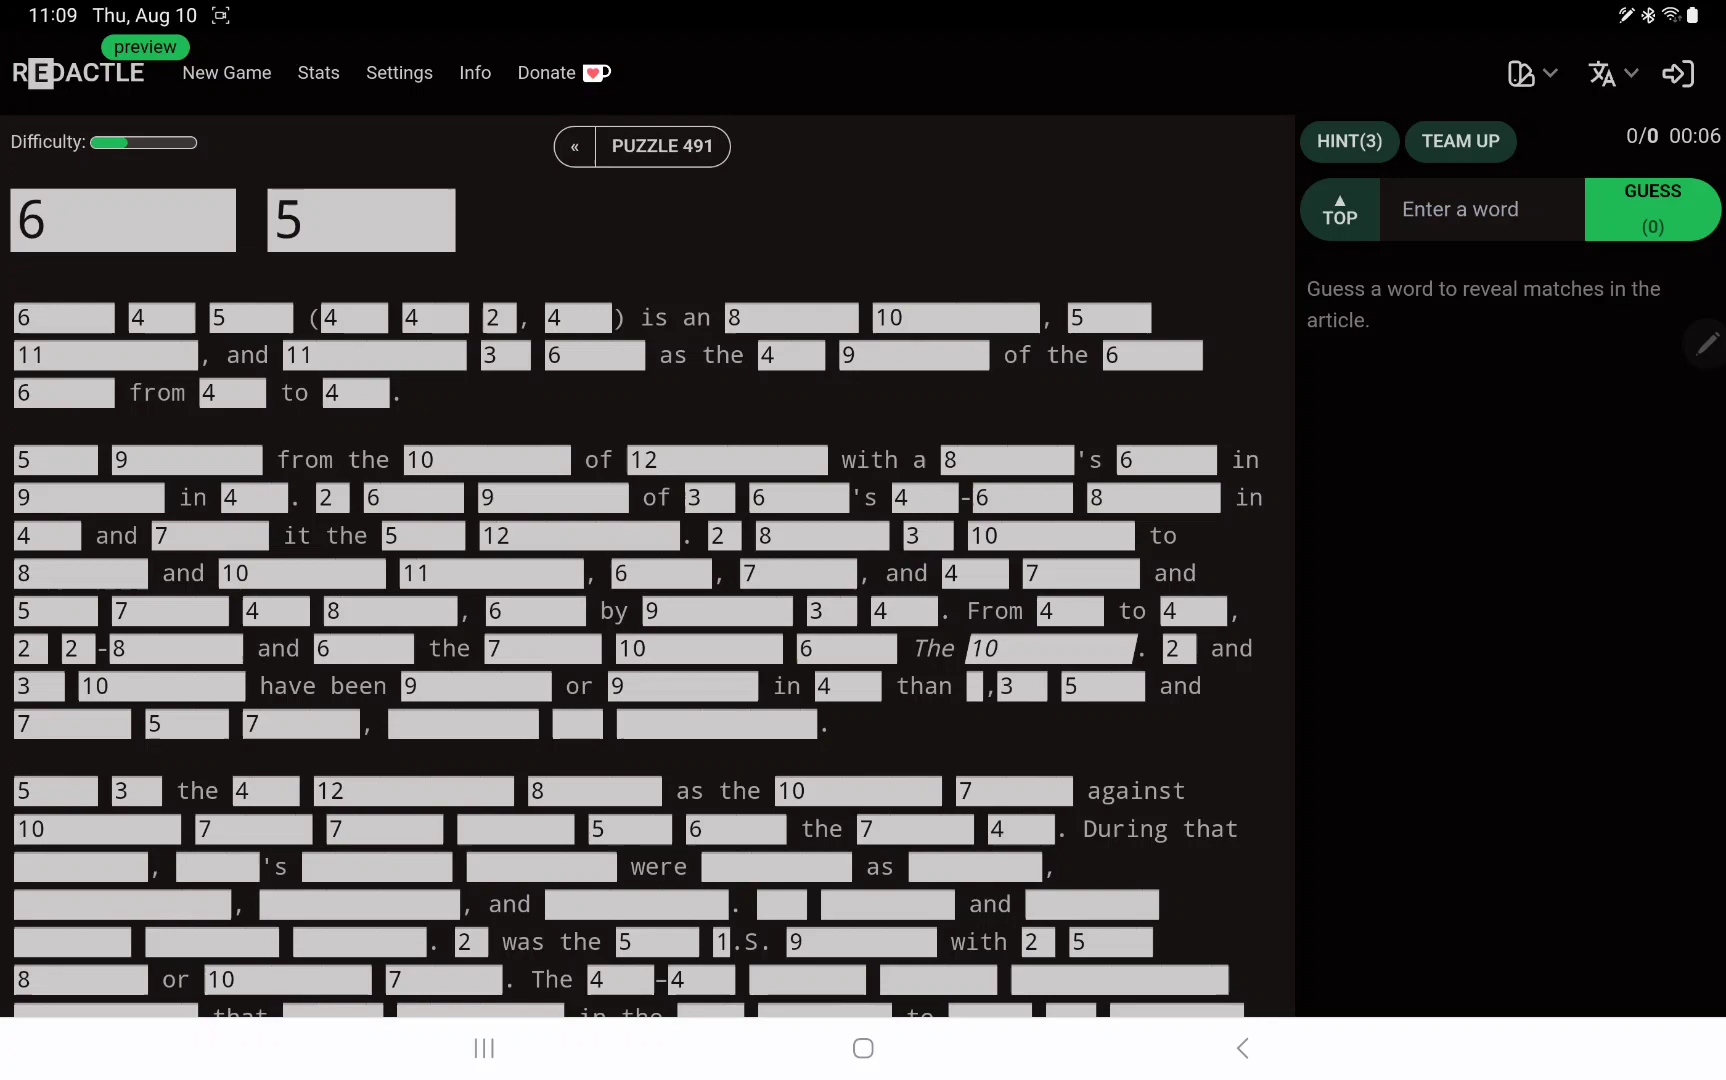 11:09 Thu, Aug 10
preview
REDACTLE New Game Stats Settings Info Donate
Difficulty:
« PUZZLE 491
HINT(3) TEAM UP 0/0 00:06
▲ TOP Enter a word GUESS (0)
Guess a word to reveal matches in the
article.
6 5
6 4 5 (4 4 2, 4) is an 8 10, 5
11, and 11 3 6 as the 4 9 of the 6
6 from 4 to 4.
5 9 from the 10 of 12 with a 8's 6 in
9 in 4. 2 6 9 of 3 6's 4-6 8 in
4 and 7 it the 5 12. 2 8 3 10 to
8 and 10 11, 6, 7, and 4 7 and
5 7 4 8, 6 by 9 3 4. From 4 to 4,
2 2-8 and 6 the 7 10 6 The 10. 2 and
3 10 have been 9 or 9 in 4 than ,3 5 and
7 5 7, .
5 3 the 4 12 8 as the 10 7 against
10 7 7 5 6 the 7 4. During that
, 's were as ,
, , and . and
. 2 was the 5 1.S. 9 with 2 5
8 or 10 7. The 4-4
that in the to